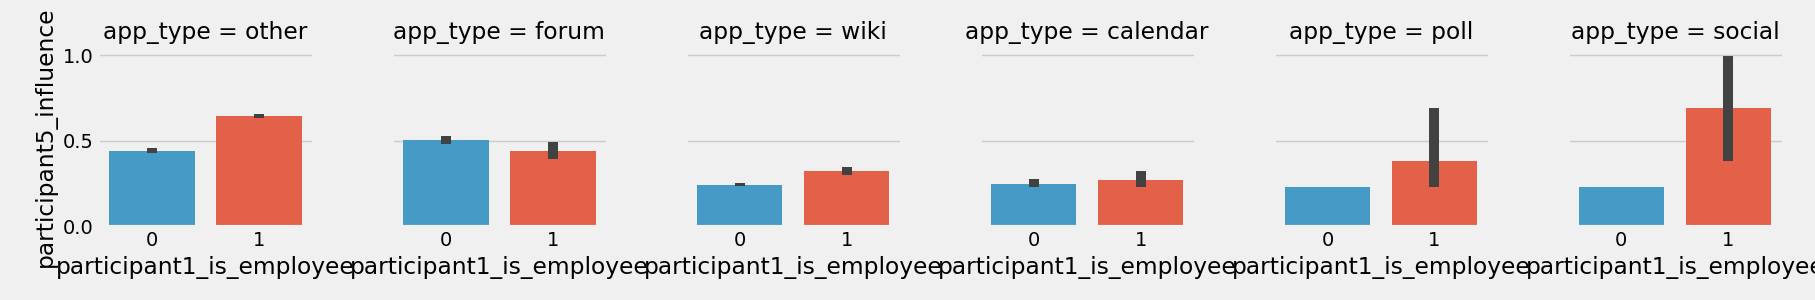 app_type = other
app_type = forum
app_type = wiki
app_type = calendar
app_type = poll
app_type = social
participant5_influence
1.0
0.5
0.0
0 1
0 1
0 1
0 1
0 1
0 1
participant1_is_employee
participant1_is_employee
participant1_is_employee
participant1_is_employee
participant1_is_employee
participant1_is_employee